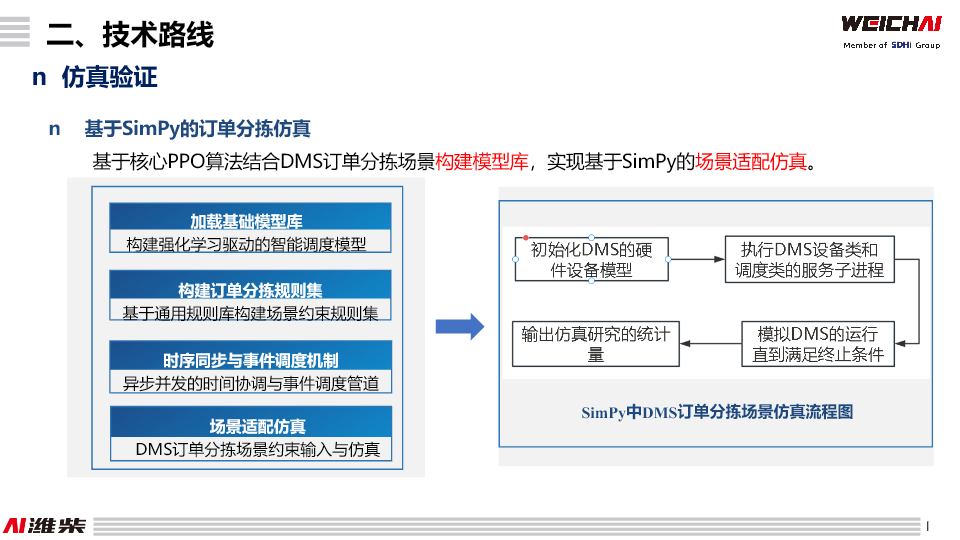 二、技术路线
WEICHAI
Member of SDHI Group
n 仿真验证
n 基于SimPy的订单分拣仿真
基于核心PPO算法结合DMS订单分拣场景构建模型库，实现基于SimPy的场景适配仿真。
加载基础模型库
构建强化学习驱动的智能调度模型
构建订单分拣规则集
基于通用规则库构建场景约束规则集
时序同步与事件调度机制
异步并发的时间协调与事件调度管道
场景适配仿真
DMS订单分拣场景约束输入与仿真
初始化DMS的硬
件设备模型
执行DMS设备类和
调度类的服务子进程
输出仿真研究的统计
量
模拟DMS的运行
直到满足终止条件
SimPy中DMS订单分拣场景仿真流程图
AI潍柴
|